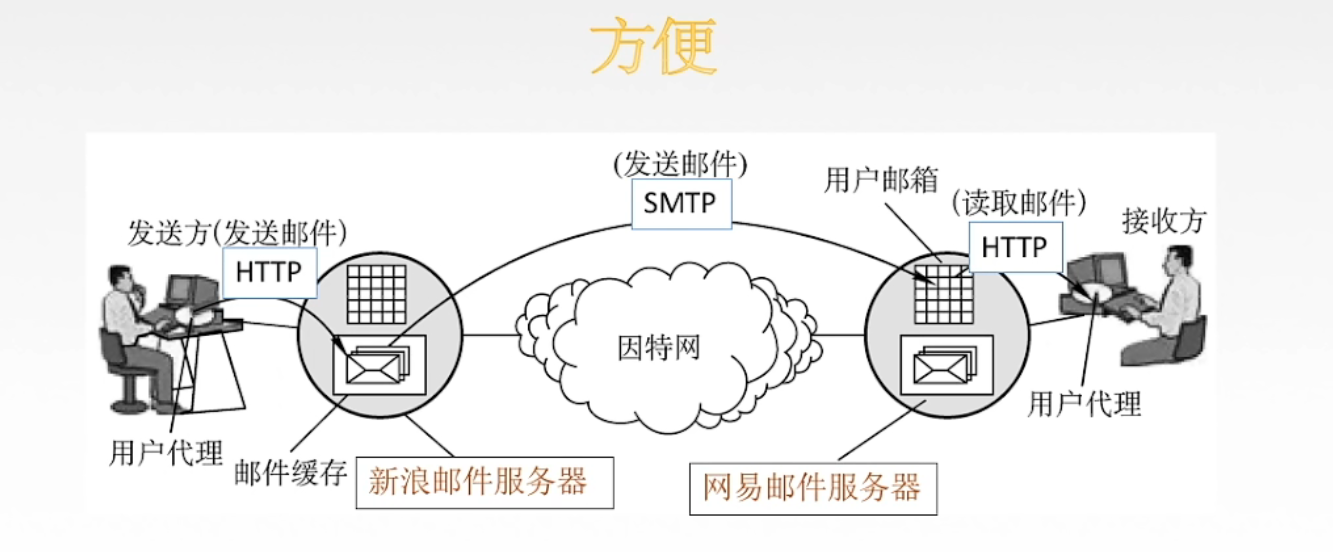 方便
(发送邮件)
SMTP
用户邮箱
(读取邮件)
HTTP
接收方
发送方(发送邮件)
HTTP
因特网
用户代理
用户代理
邮件缓存
新浪邮件服务器
网易邮件服务器